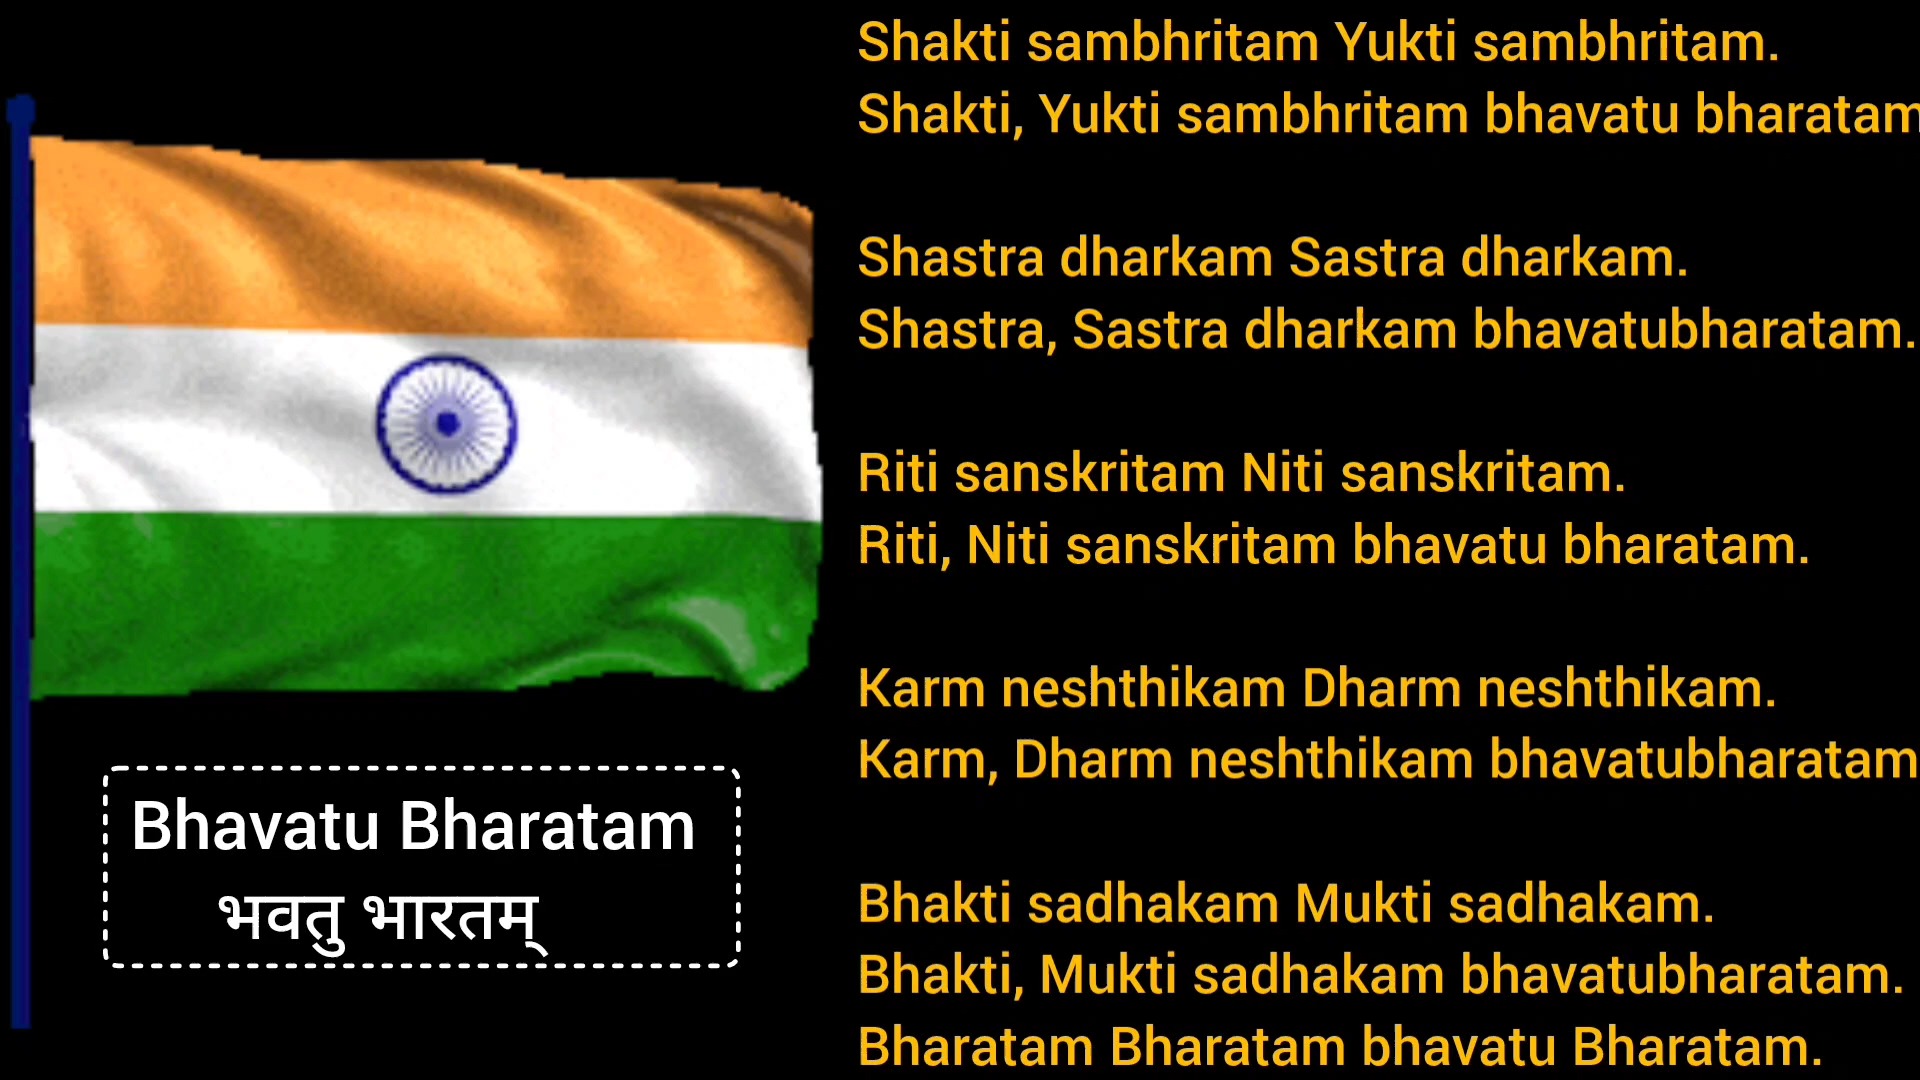 Shakti sambhritam Yukti sambhritam.
Shakti, Yukti sambhritam bhavatu bharatam
Shastra dharkam Sastra dharkam.
Shastra, Sastra dharkam bhavatubharatam.
Riti sanskritam Niti sanskritam.
Riti, Niti sanskritam bhavatu bharatam.
Karm neshthikam Dharm neshthikam.
Karm, Dharm neshthikam bhavatubharatam
Bhakti sadhakam Mukti sadhakam.
Bhakti, Mukti sadhakam bhavatubharatam.
Bharatam Bharatam bhavatu Bharatam.
Bhavatu Bharatam
भवतु भारतम्